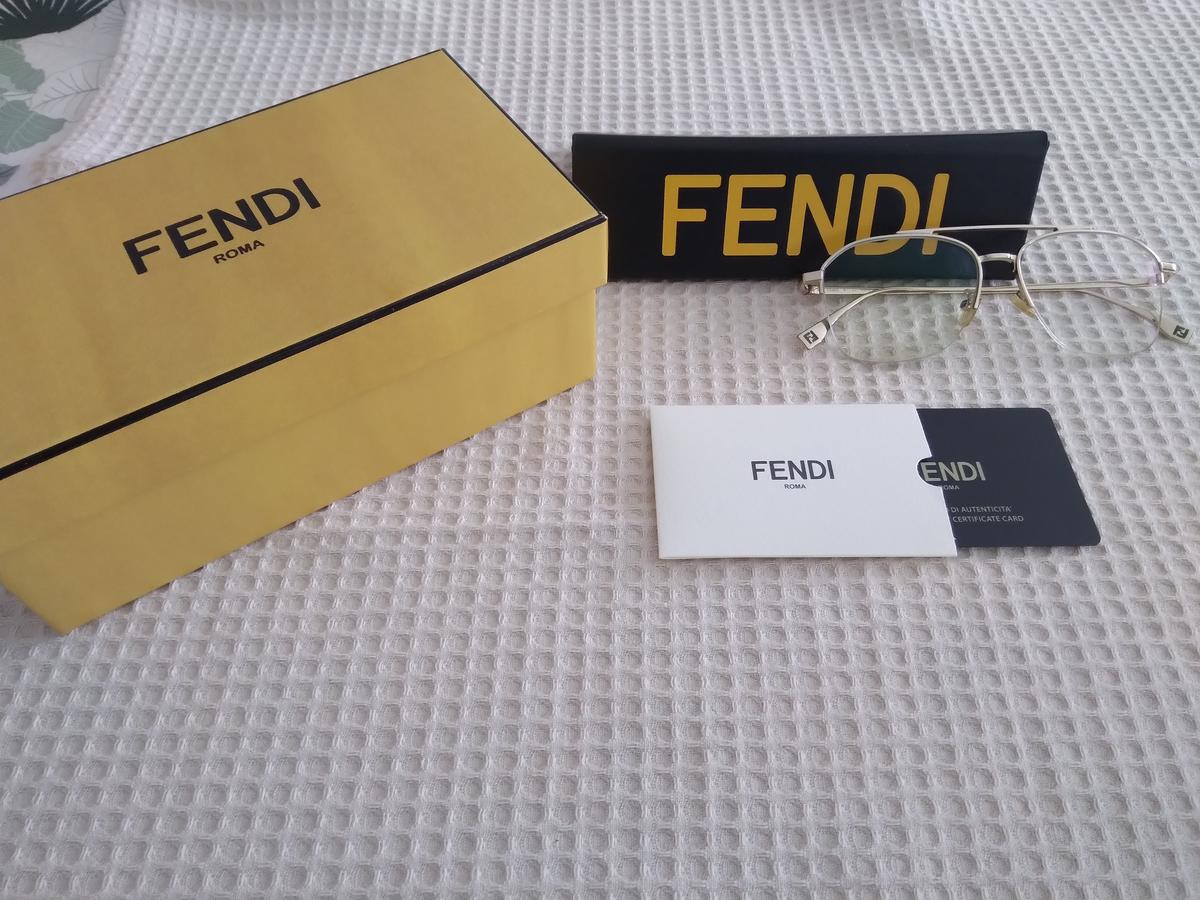 FENDI
ROMA
FENDI
FENDI
ROMA
ENDI
ROMA
DI AUTENTICITA'
CERTIFICATE CARD